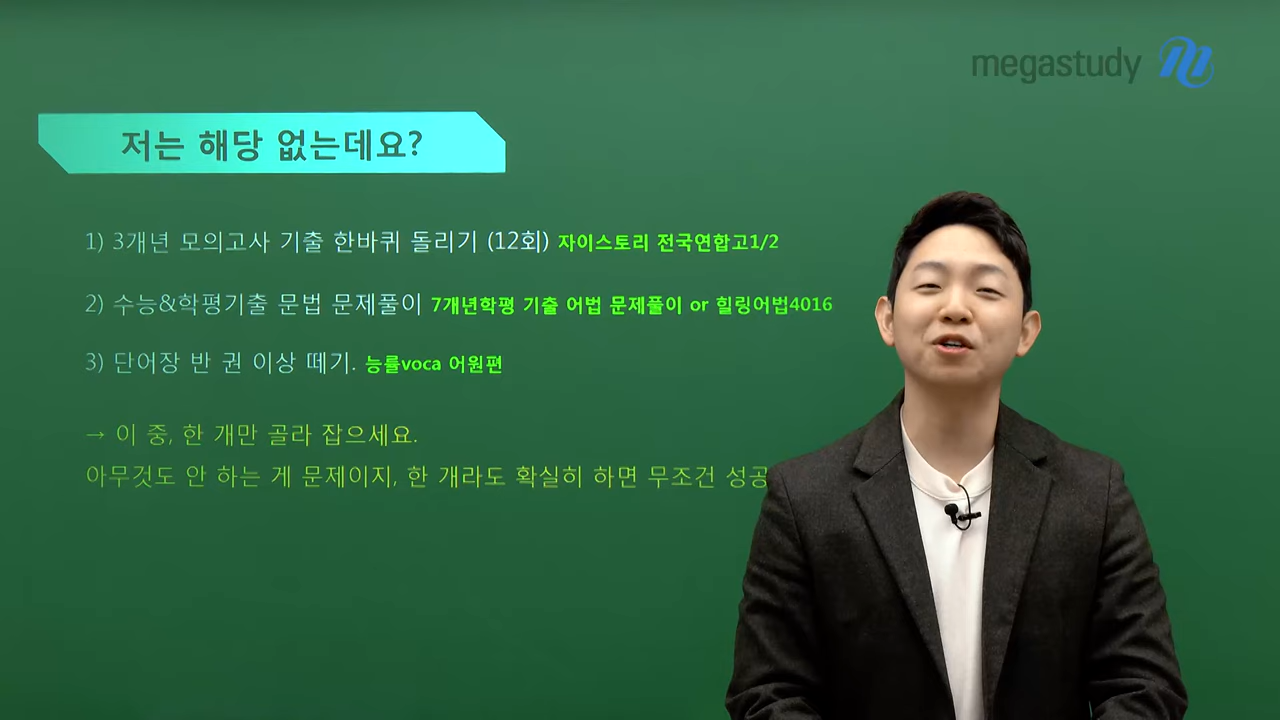 megastudy
저는 해당 없는데요?
1) 3개년 모의고사 기출 한바퀴 돌리기 (12회) 자이스토리 전국연합고1/2
2) 수능&학평기출 문법 문제풀이 7개년학평 기출 어법 문제풀이 or 힐링어법4016
3) 단어장 반 권 이상 떼기. 능률voca 어원편
→ 이 중, 한 개만 골라 잡으세요.
아무것도 안 하는 게 문제이지, 한 개라도 확실히 하면 무조건 성공